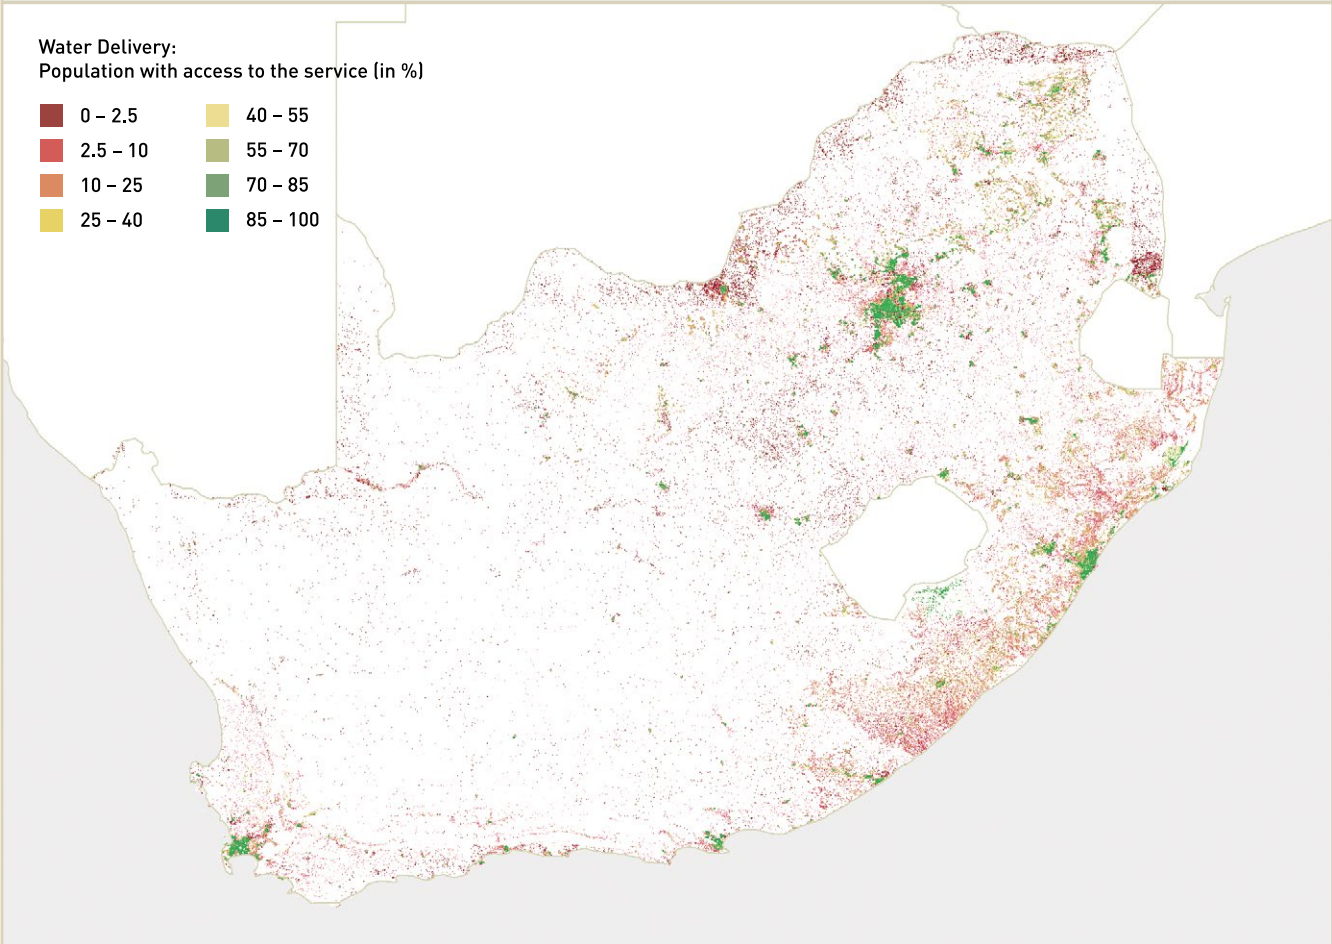 Water Delivery:
Population with access to the service (in %)
0 – 2.5
2.5 – 10
10 – 25
25 – 40
40 – 55
55 – 70
70 – 85
85 – 100